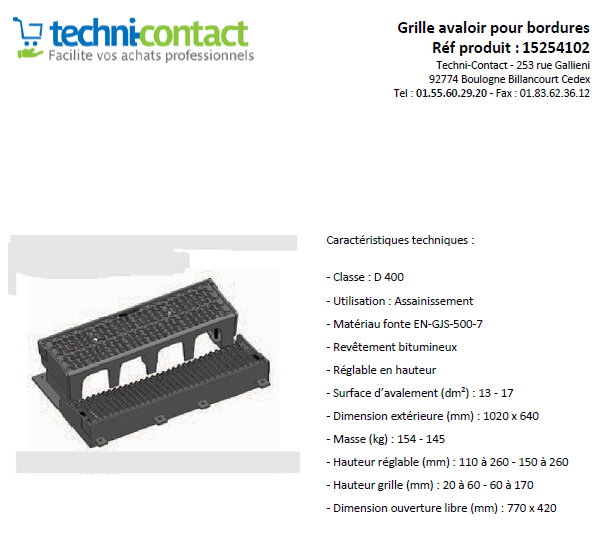 techni-contact
Facilite vos achats professionnels
Grille avaloir pour bordures
Réf produit : 15254102
Techni-Contact - 253 rue Gallieni
92774 Boulogne Billancourt Cedex
Tel : 01.55.60.29.20 - Fax : 01.83.62.36.12
Caractéristiques techniques :
- Classe : D 400
- Utilisation : Assainissement
- Matériau fonte EN-GJS-500-7
- Revêtement bitumineux
- Réglable en hauteur
- Surface d’avalement (dm²) : 13 - 17
- Dimension extérieure (mm) : 1020 x 640
- Masse (kg) : 154 - 145
- Hauteur réglable (mm) : 110 à 260 - 150 à 260
- Hauteur grille (mm) : 20 à 60 - 60 à 170
- Dimension ouverture libre (mm) : 770 x 420